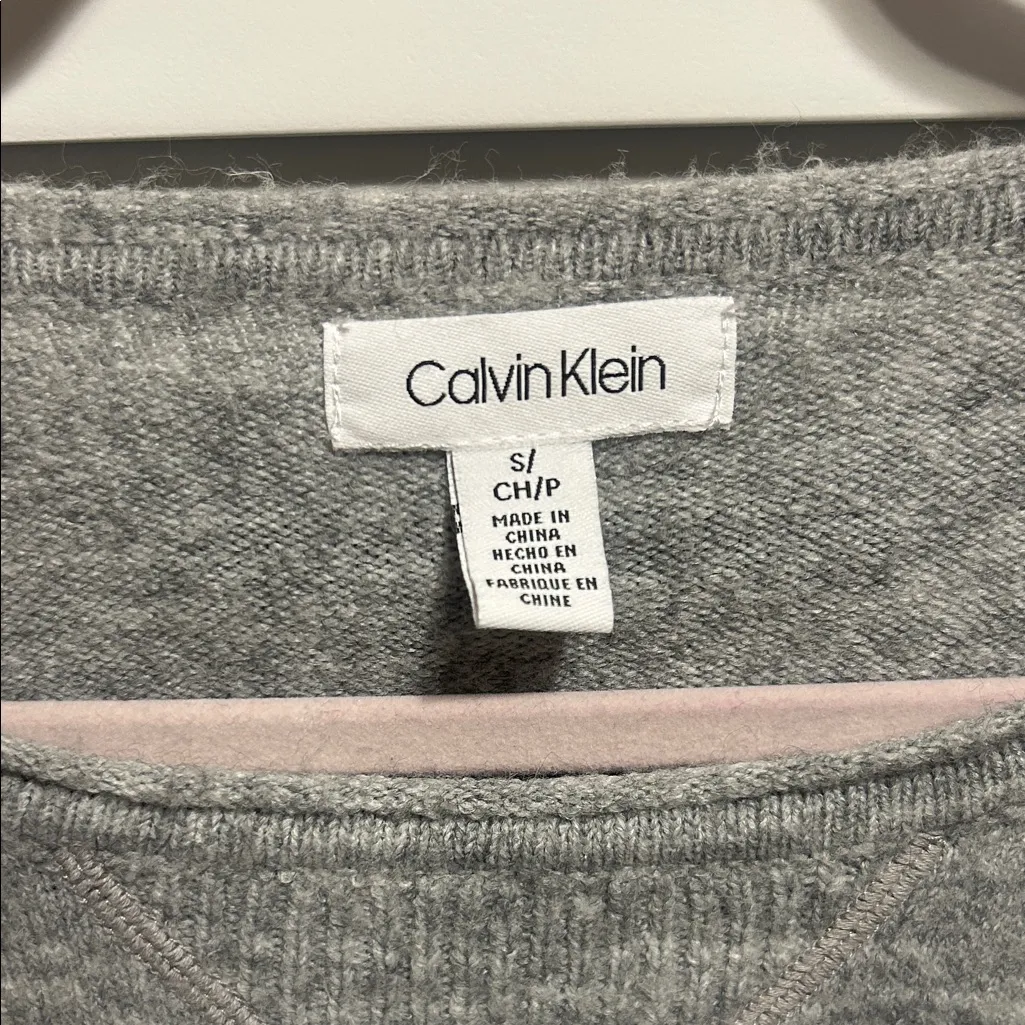 Calvin Klein
S/
CH/P
MADE IN
CHINA
HECHO EN
CHINA
FABRIQUE EN
CHINE